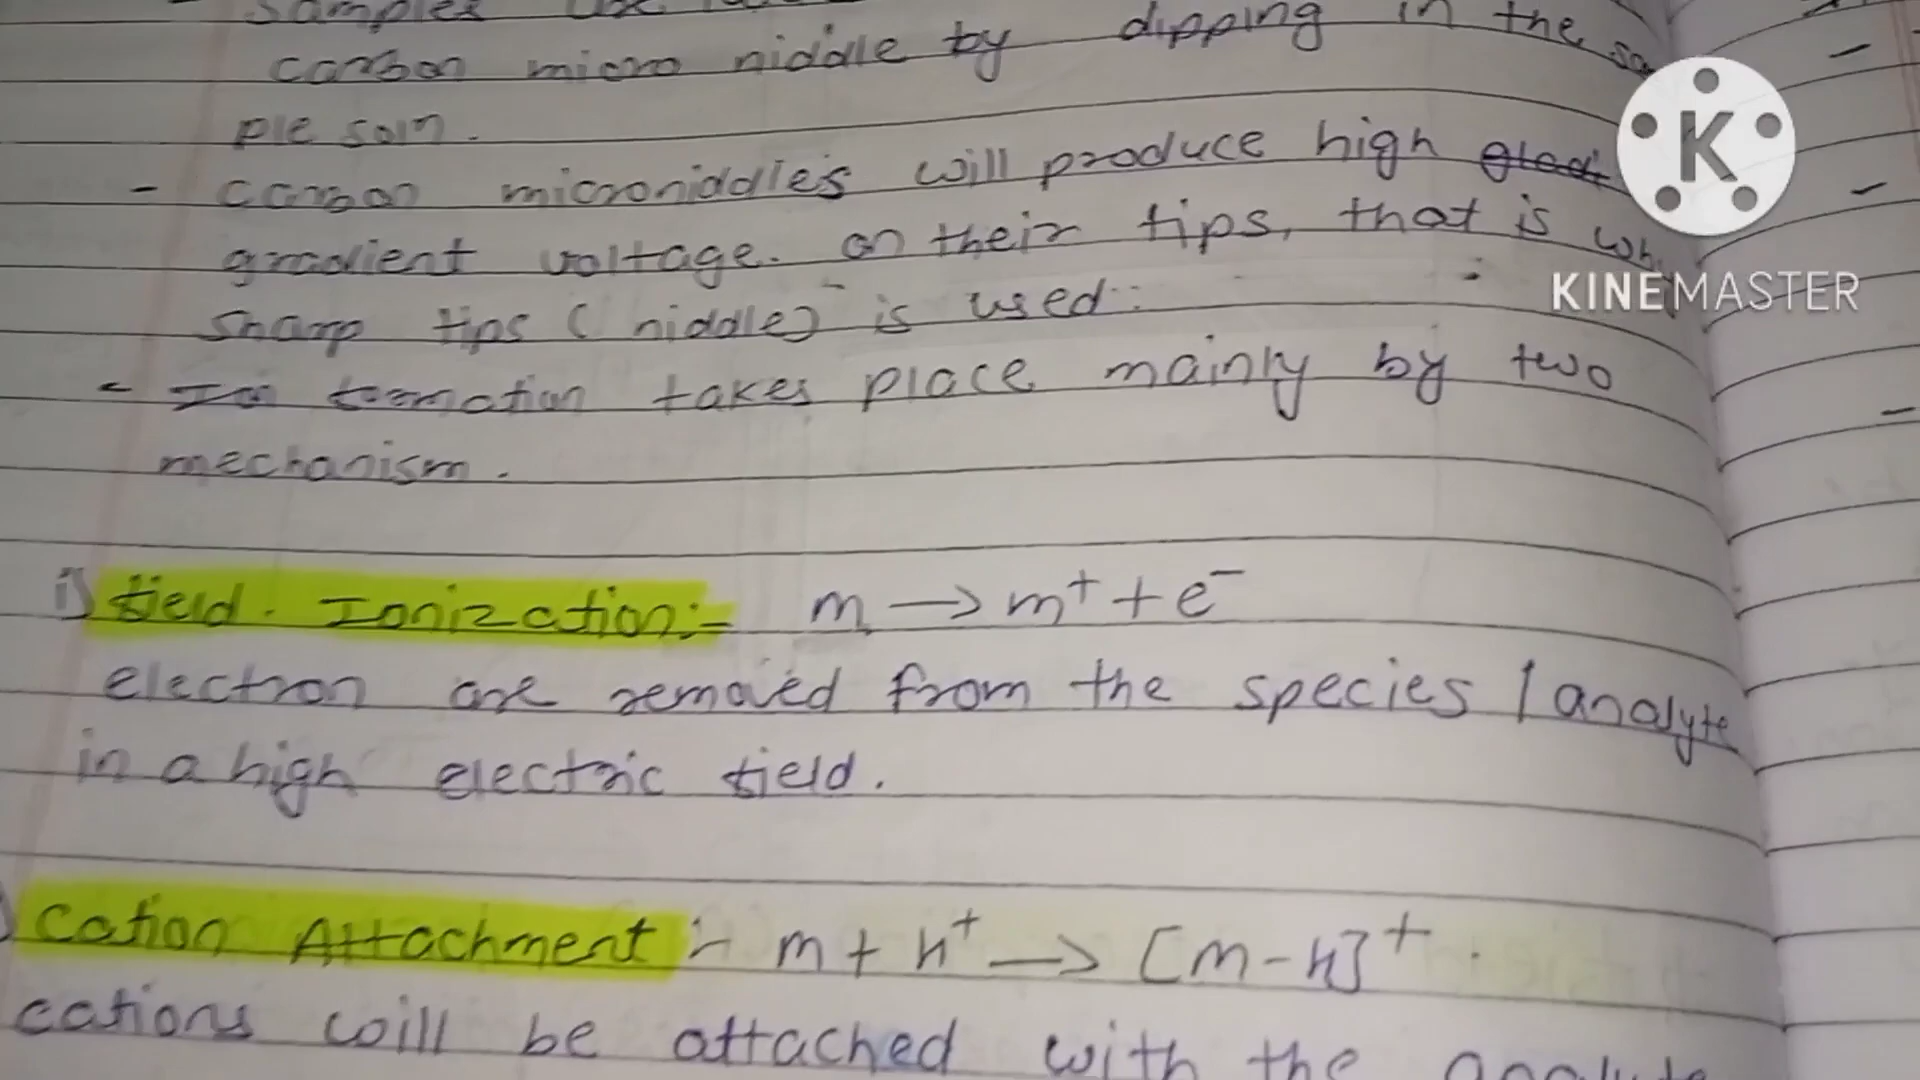 samples
carbon micro niddle by dipping in the sa
ple soln.
- carbon microniddles will produce high
gradient voltage. on their tips, that is wh
sharp tips (niddle) is used.
- Ion formation takes place mainly by two
mechanism.
i) field. Ionization:- m → m⁺ + e⁻
electron are removed from the species / analyte
in a high electric field.
) Cation Attachment :- m + H⁺ → [m-H]⁺.
cations will be attached with the analyte
K
KINEMASTER